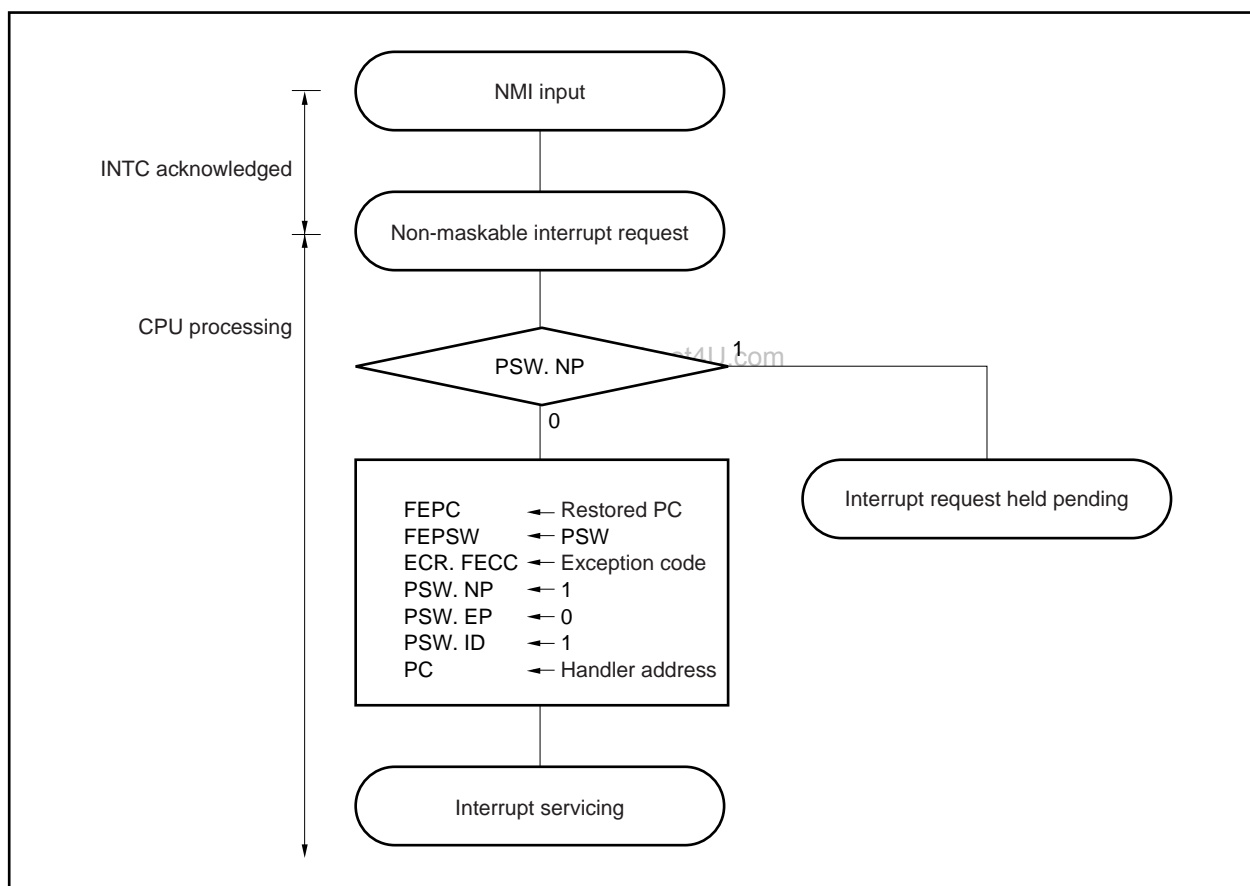 NMI input
INTC acknowledged
Non-maskable interrupt request
CPU processing
PSW. NP
1
0
FEPC ← Restored PC
FEPSW ← PSW
ECR. FECC ← Exception code
PSW. NP ← 1
PSW. EP ← 0
PSW. ID ← 1
PC ← Handler address
Interrupt request held pending
Interrupt servicing